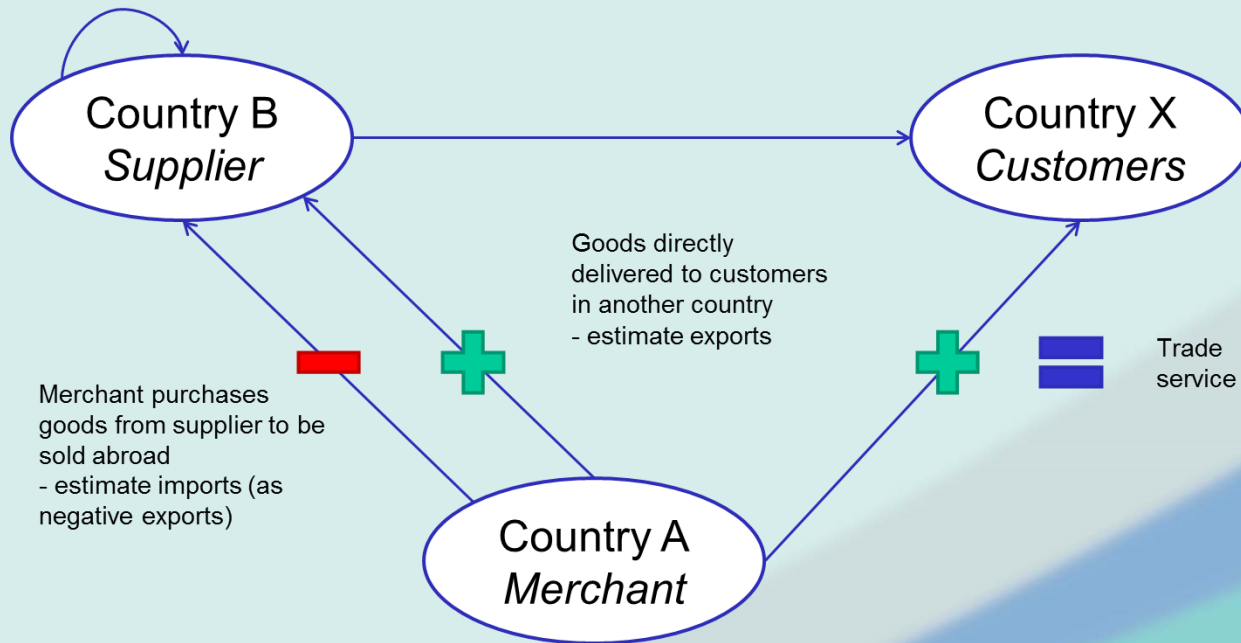 Country B
Supplier
Country X
Customers
Goods directly
delivered to customers
in another country
- estimate exports
Trade
service
Merchant purchases
goods from supplier to be
sold abroad
- estimate imports (as
negative exports)
Country A
Merchant